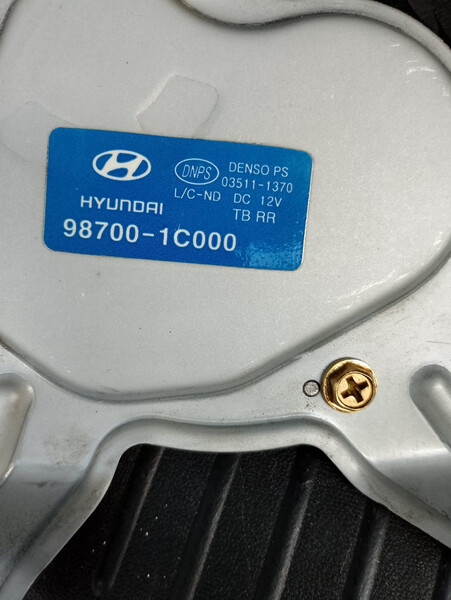 HYUNDAI
98700-1C000
DNPS
DENSO PS
03511-1370
L/C-ND DC 12V
TB RR